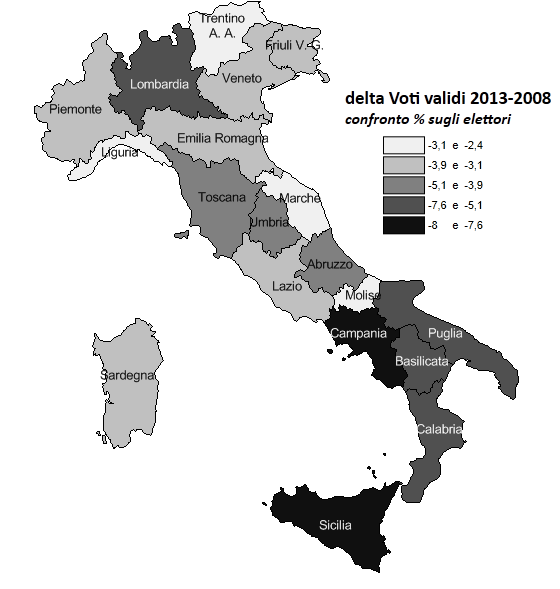 Trentino
A. A.
Friuli V. G.
Lombardia
Veneto
delta Voti validi 2013-2008
confronto % sugli elettori
Piemonte
Emilia Romagna
Liguria
-3,1 e -2,4
-3,9 e -3,1
-5,1 e -3,9
-7,6 e -5,1
-8 e -7,6
Toscana
Marche
Umbria
Abruzzo
Lazio
Molise
Campania
Puglia
Basilicata
Sardegna
Calabria
Sicilia